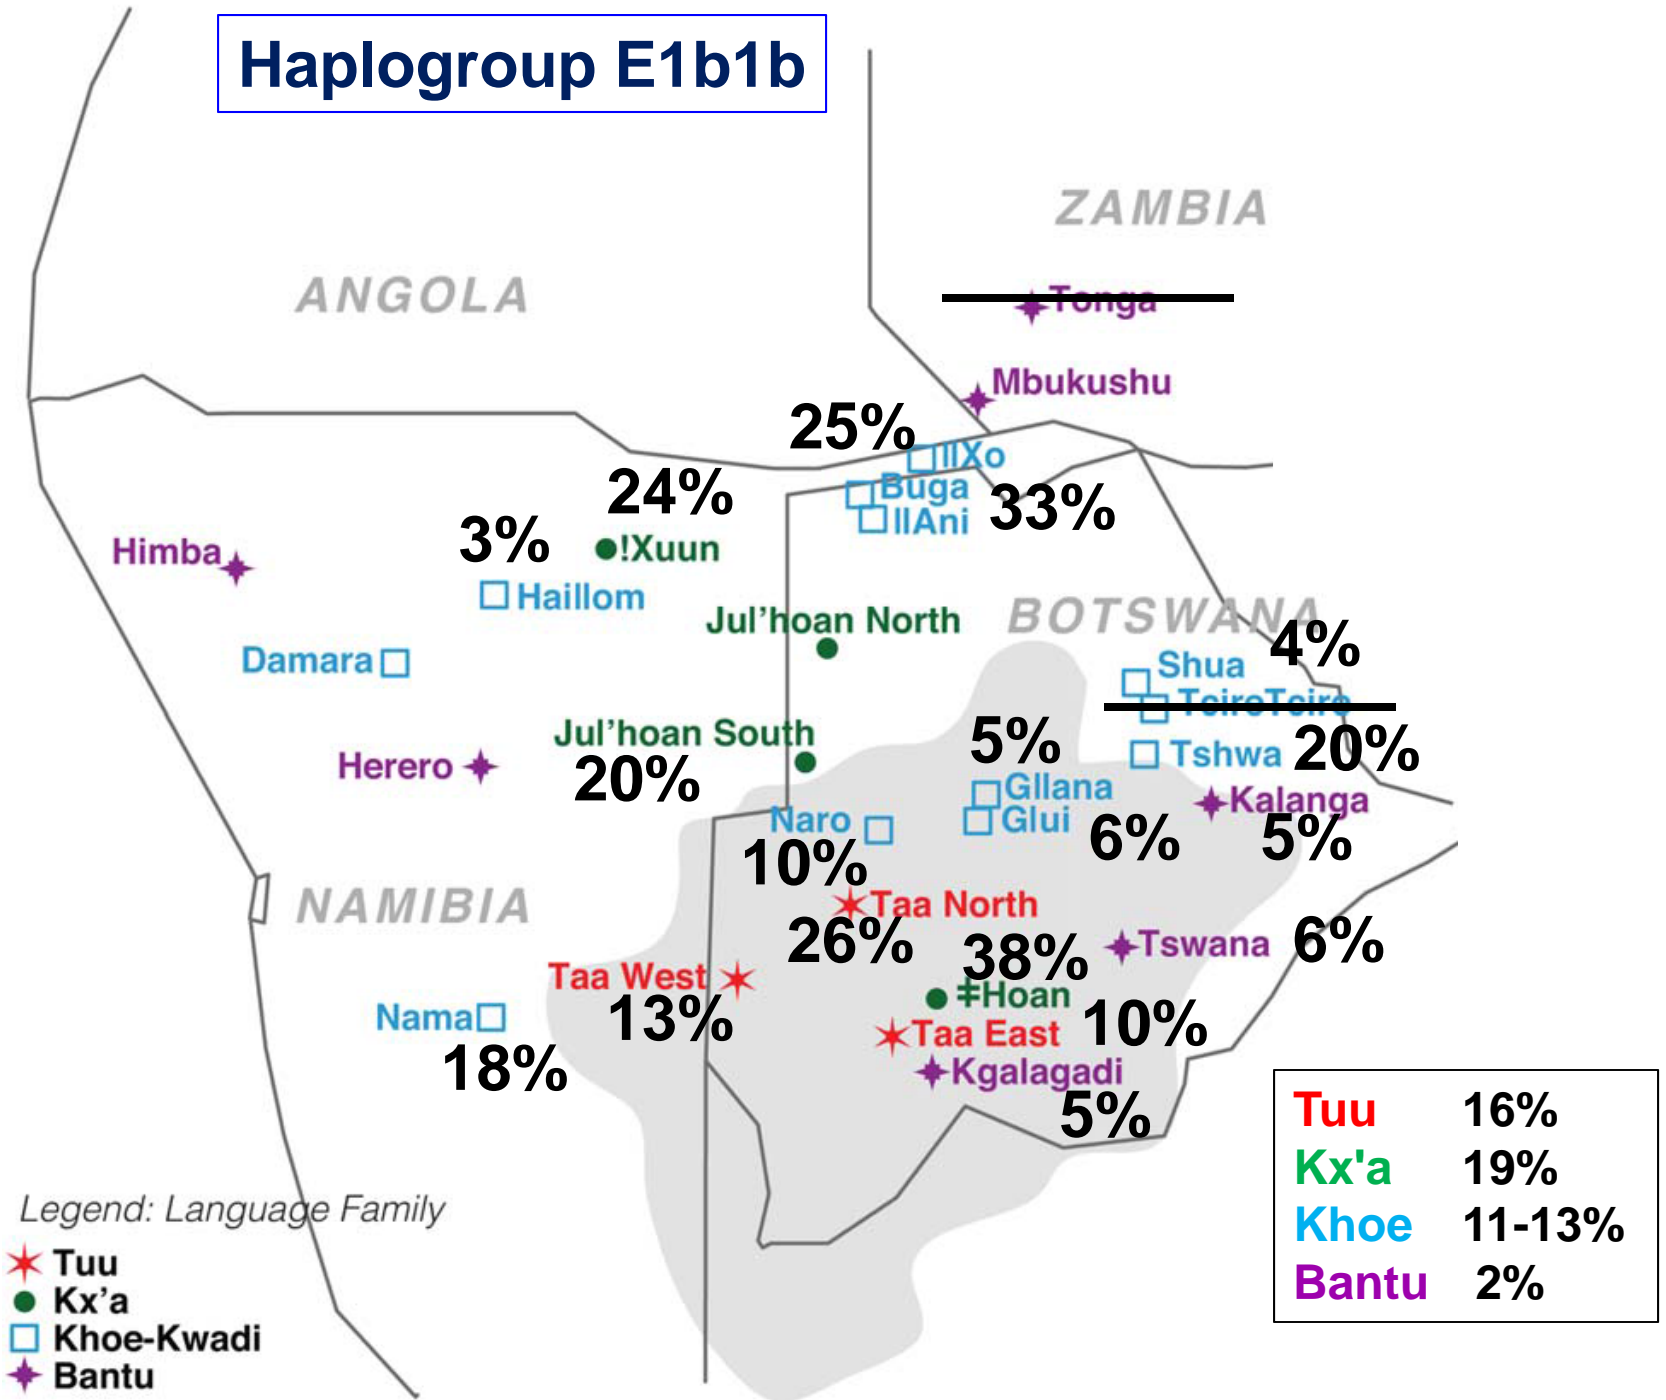 Haplogroup E1b1b
ZAMBIA
ANGOLA
Tonga
Mbukushu
25%
llXo
24%
Buga
33%
llAni
3%
Himba
!Xuun
Haillom
BOTSWANA
Jul'hoan North
4%
Damara
Shua
TciroTciro
Jul'hoan South
5%
Tshwa 20%
Herero
20%
Gllana
Kalanga
Naro
Glui
6%
5%
10%
NAMIBIA
Taa North
26%
38%
Tswana 6%
Taa West
ǂHoan
13%
Nama
10%
Taa East
18%
Kgalagadi
5%
Tuu 16%
Kx'a 19%
Khoe 11-13%
Bantu 2%
Legend: Language Family
Tuu
Kx'a
Khoe-Kwadi
Bantu